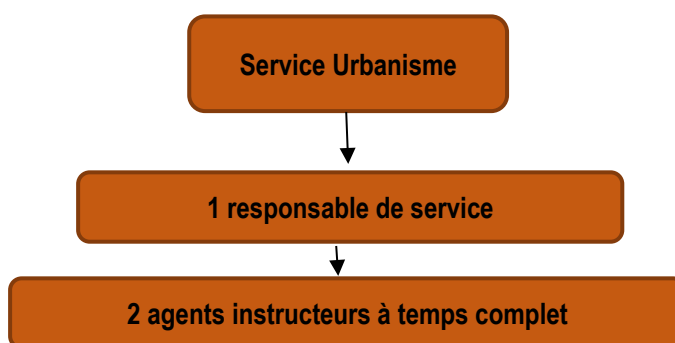 Service Urbanisme
1 responsable de service
2 agents instructeurs à temps complet